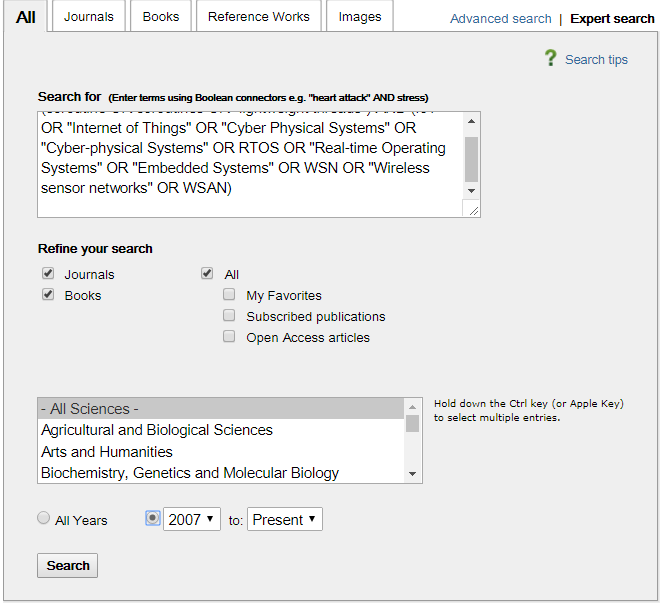 All Journals Books Reference Works Images Advanced search | Expert search
? Search tips
Search for (Enter terms using Boolean connectors e.g. "heart attack" AND stress)
OR "Internet of Things" OR "Cyber Physical Systems" OR
"Cyber-physical Systems" OR RTOS OR "Real-time Operating
Systems" OR "Embedded Systems" OR WSN OR "Wireless
sensor networks" OR WSAN)
Refine your search
Journals All
Books My Favorites
Subscribed publications
Open Access articles
- All Sciences - Hold down the Ctrl key (or Apple Key)
Agricultural and Biological Sciences to select multiple entries.
Arts and Humanities
Biochemistry, Genetics and Molecular Biology
All Years 2007 to: Present
Search